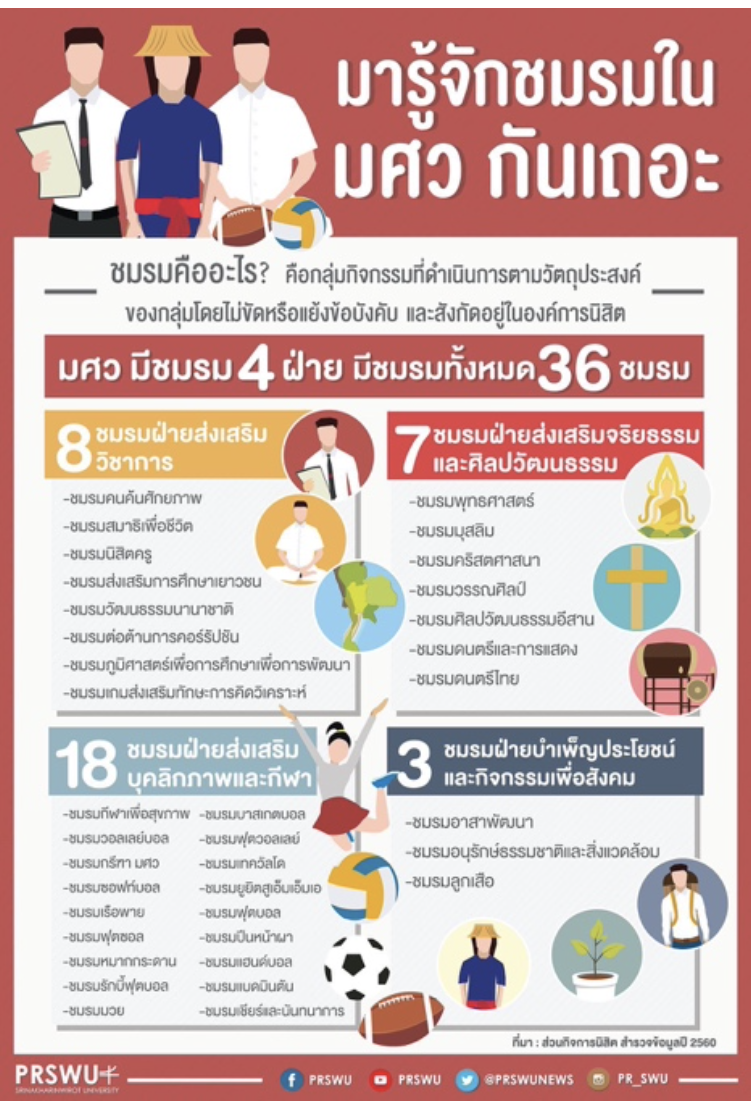 มารู้จักชมรมใน
มศว กันเถอะ
ชมรมคืออะไร? คือกลุ่มกิจกรรมที่ดำเนินการตามวัตถุประสงค์
ของกลุ่มโดยไม่ขัดหรือแย้งข้อบังคับ และสังกัดอยู่ในองค์การนิสิต
มศว มีชมรม 4 ฝ่าย มีชมรมทั้งหมด 36 ชมรม
8 ชมรมฝ่ายส่งเสริม
วิชาการ
-ชมรมคนค้นศักยภาพ
-ชมรมสมาธิเพื่อชีวิต
-ชมรมนิสิตครู
-ชมรมส่งเสริมการศึกษาเยาวชน
-ชมรมวัฒนธรรมนานาชาติ
-ชมรมต่อต้านการคอร์รัปชัน
-ชมรมภูมิศาสตร์เพื่อการศึกษาเพื่อการพัฒนา
-ชมรมเกมส่งเสริมทักษะการคิดวิเคราะห์
7 ชมรมฝ่ายส่งเสริมจริยธรรม
และศิลปวัฒนธรรม
-ชมรมพุทธศาสตร์
-ชมรมมุสลิม
-ชมรมคริสตศาสนา
-ชมรมวรรณศิลป์
-ชมรมศิลปวัฒนธรรมอีสาน
-ชมรมดนตรีและการแสดง
-ชมรมดนตรีไทย
18 ชมรมฝ่ายส่งเสริม
บุคลิกภาพและกีฬา
-ชมรมกีฬาเพื่อสุขภาพ
-ชมรมวอลเลย์บอล
-ชมรมกรีฑา มศว
-ชมรมซอฟท์บอล
-ชมรมเรือพาย
-ชมรมฟุตซอล
-ชมรมหมากกระดาน
-ชมรมรักบี้ฟุตบอล
-ชมรมมวย
-ชมรมบาสเกตบอล
-ชมรมฟุตวอลเลย์
-ชมรมเทควันโด
-ชมรมยูยิตสูเอ็มเอ็มเอ
-ชมรมฟุตบอล
-ชมรมปีนหน้าผา
-ชมรมแฮนด์บอล
-ชมรมแบดมินตัน
-ชมรมเชียร์และนันทนาการ
3 ชมรมฝ่ายบำเพ็ญประโยชน์
และกิจกรรมเพื่อสังคม
-ชมรมอาสาพัฒนา
-ชมรมอนุรักษ์ธรรมชาติและสิ่งแวดล้อม
-ชมรมลูกเสือ
ที่มา : ส่วนกิจการนิสิต สำรวจข้อมูลปี 2560
PRSWU
SRINAKHARINWIROT UNIVERSITY
PRSWU PRSWU @PRSWUNEWS PR_SWU